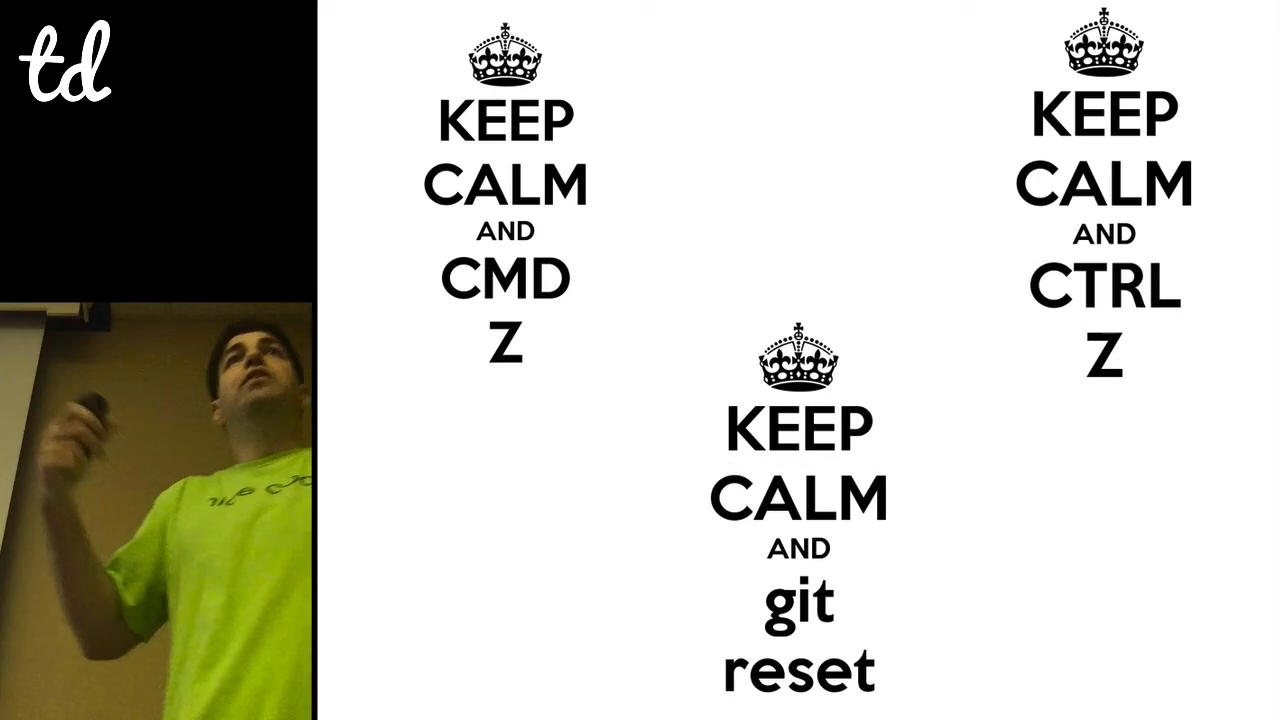 td
KEEP
CALM
AND
CMD
Z
KEEP
CALM
AND
CTRL
Z
KEEP
CALM
AND
git
reset